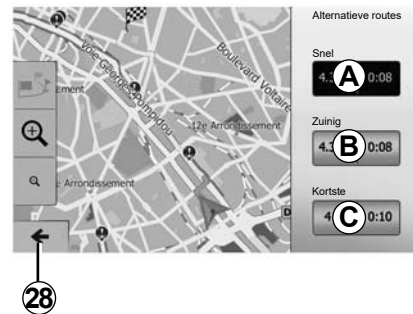 Alternatieve routes
Snel
4. A 0:08
Zuinig
4. B 0:08
Kortste
4 C 0:10
Voie Georges Pompidou
Boulevard Voltaire
ement
12e Arrondissement
e Arrondissement
D
28